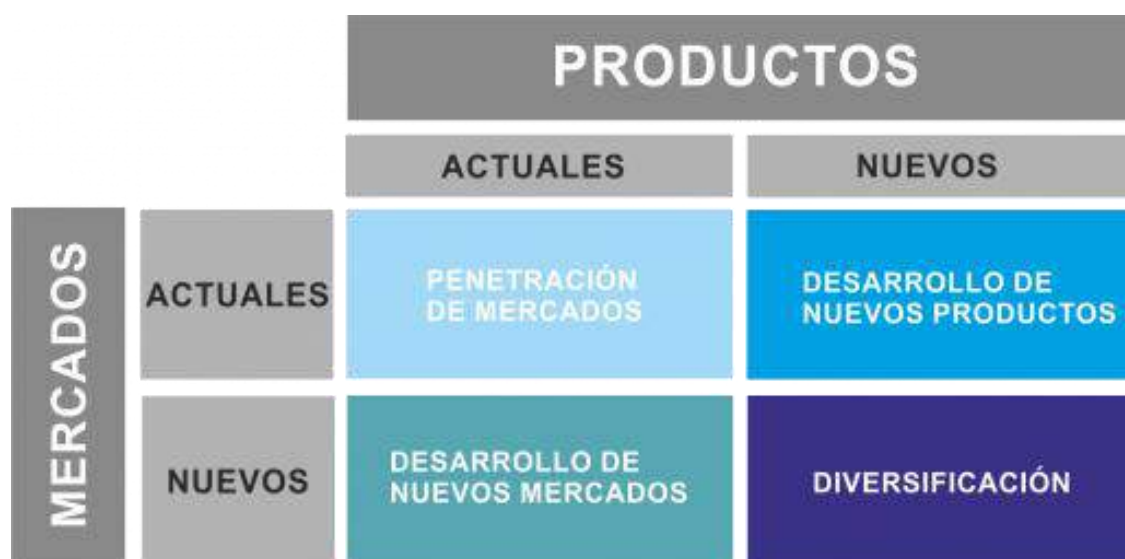 PRODUCTOS
ACTUALES
NUEVOS
MERCADOS
ACTUALES
PENETRACIÓN
DE MERCADOS
DESARROLLO DE
NUEVOS PRODUCTOS
NUEVOS
DESARROLLO DE
NUEVOS MERCADOS
DIVERSIFICACIÓN